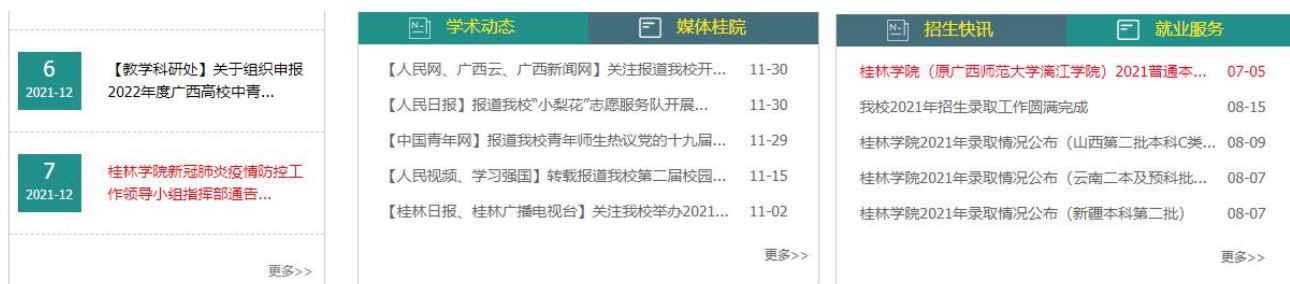 6
2021-12
【教学科研处】关于组织申报
2022年度广西高校中青...
7
2021-12
桂林学院新冠肺炎疫情防控工
作领导小组指挥部通告...
更多>>
学术动态
媒体桂院
【人民网、广西云、广西新闻网】关注报道我校开... 11-30
【人民日报】报道我校“小梨花”志愿服务队开展... 11-30
【中国青年网】报道我校青年师生热议党的十九届... 11-29
【人民视频、学习强国】转载报道我校第二届校园... 11-15
【桂林日报、桂林广播电视台】关注我校举办2021... 11-02
更多>>
招生快讯
就业服务
桂林学院（原广西师范大学漓江学院）2021普通本... 07-05
我校2021年招生录取工作圆满完成 08-15
桂林学院2021年录取情况公布（山西第二批本科C类... 08-09
桂林学院2021年录取情况公布（云南二本及预科批... 08-07
桂林学院2021年录取情况公布（新疆本科第二批） 08-07
更多>>